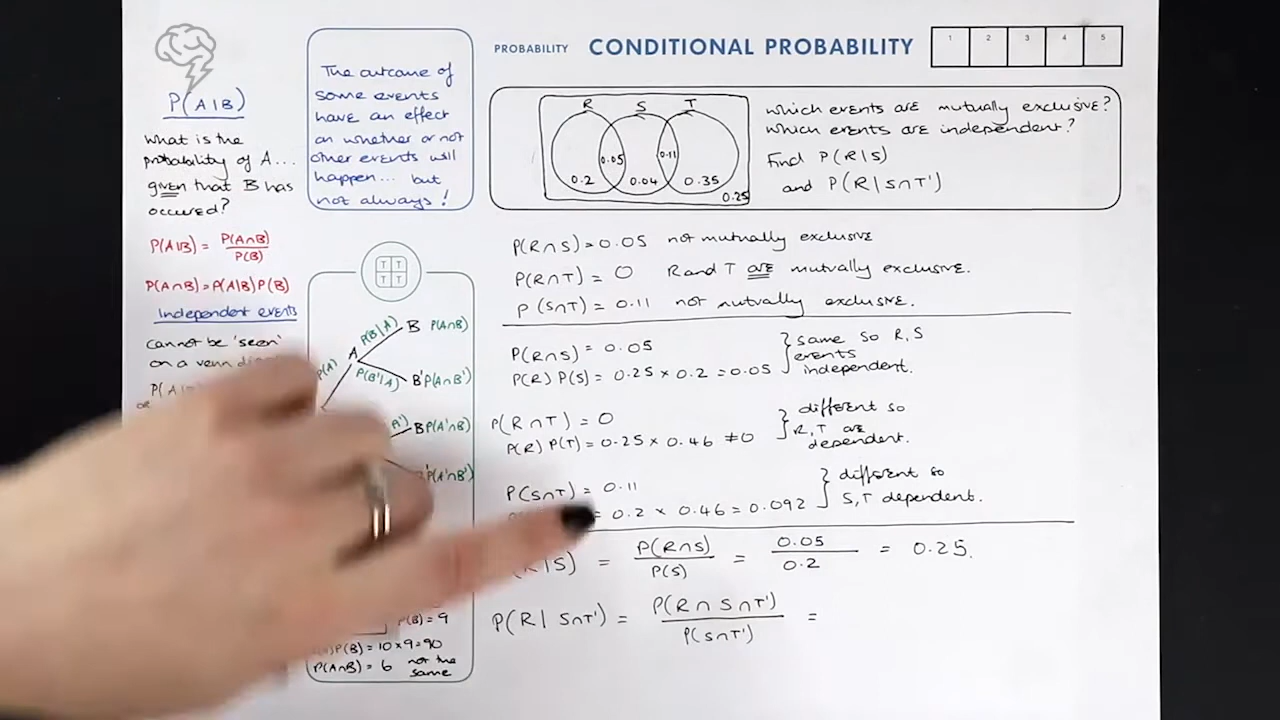 P(A|B)
What is the
probability of A...
given that B has
occured?
P(A|B) = P(A∩B)
P(B)
P(A∩B) = P(A|B)P(B)
Independent events
cannot be 'seen'
on a venn
P(A
OR
The outcome of
some events
have an effect
on whether or not
other events will
happen... but
not always!
T T
T T
P(A)
A
P(B|A)
B P(A∩B)
P(B'|A)
B' P(A∩B')
A')
B P(A'∩B)
B' P(A'∩B')
P(B) = 9
)P(B) = 10 × 9 = 90
P(A∩B) = 6 not the
same
PROBABILITY CONDITIONAL PROBABILITY
1 2 3 4 5
R S T
0.05 0.11
0.2 0.04 0.35
0.25
which events are mutually exclusive?
which events are independent?
Find P(R|S)
and P(R|S∩T')
P(R∩S) = 0.05 not mutually exclusive
P(R∩T) = 0 R and T are mutually exclusive.
P(S∩T) = 0.11 not mutually exclusive.
P(R∩S) = 0.05
P(R) P(S) = 0.25 × 0.2 = 0.05
same so R, S
events
independent.
P(R∩T) = 0
P(R) P(T) = 0.25 × 0.46 ≠ 0
different so
R, T are
dependent.
P(S∩T) = 0.11
= 0.2 × 0.46 = 0.092
different so
S, T dependent.
(R|S) = P(R∩S) = 0.05 = 0.25.
P(S) 0.2
P(R| S∩T') = P(R∩S∩T') =
P(S∩T')